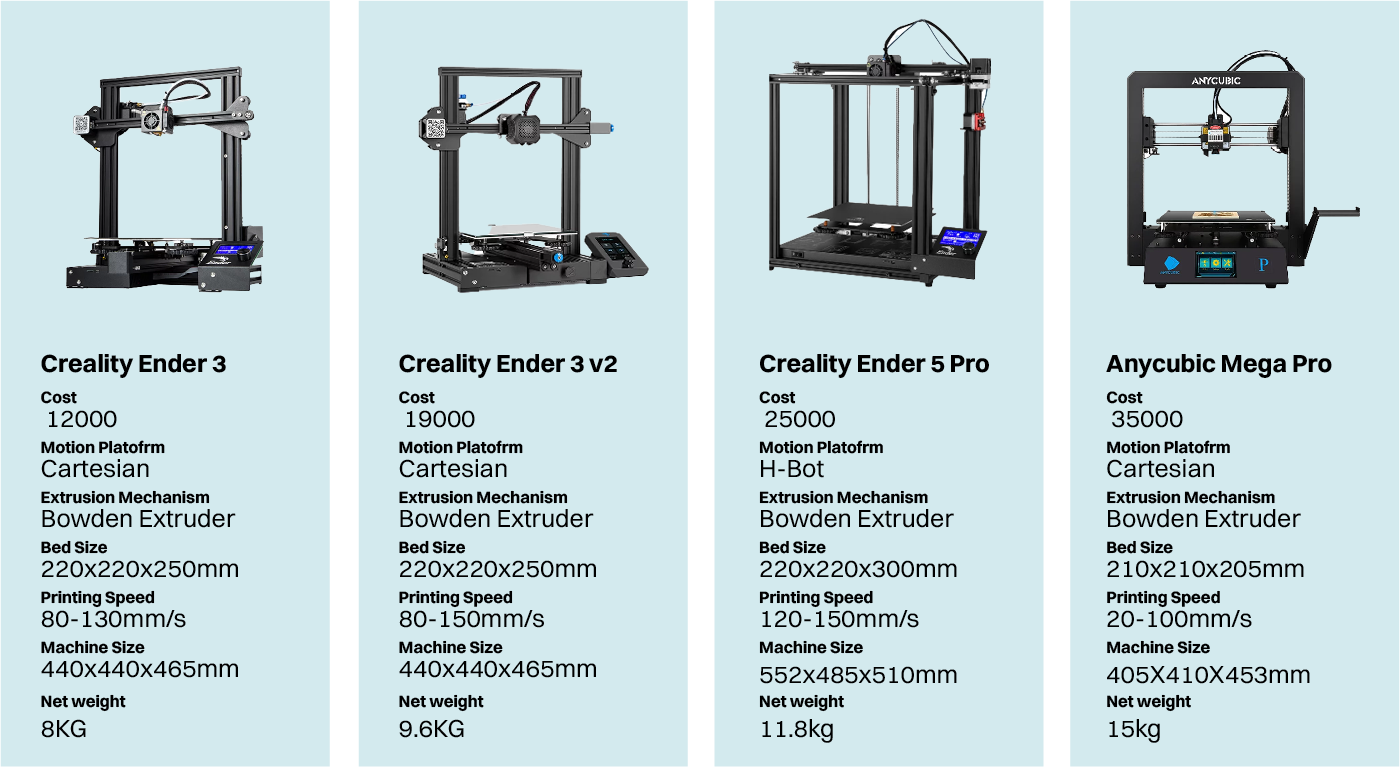 Creality Ender 3
Cost
12000
Motion Platofrm
Cartesian
Extrusion Mechanism
Bowden Extruder
Bed Size
220x220x250mm
Printing Speed
80-130mm/s
Machine Size
440x440x465mm
Net weight
8KG
Creality Ender 3 v2
Cost
19000
Motion Platofrm
Cartesian
Extrusion Mechanism
Bowden Extruder
Bed Size
220x220x250mm
Printing Speed
80-150mm/s
Machine Size
440x440x465mm
Net weight
9.6KG
Creality Ender 5 Pro
Cost
25000
Motion Platofrm
H-Bot
Extrusion Mechanism
Bowden Extruder
Bed Size
220x220x300mm
Printing Speed
120-150mm/s
Machine Size
552x485x510mm
Net weight
11.8kg
ANYCUBIC
ANYCUBIC
P
Anycubic Mega Pro
Cost
35000
Motion Platofrm
Cartesian
Extrusion Mechanism
Bowden Extruder
Bed Size
210x210x205mm
Printing Speed
20-100mm/s
Machine Size
405X410X453mm
Net weight
15kg